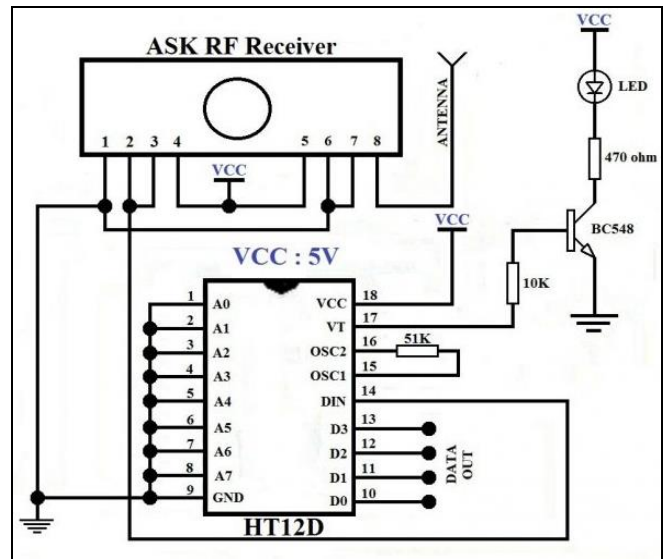 VCC
ASK RF Receiver
LED
ANTENNA
1 2 3 4 5 6 7 8
470 ohm
VCC
VCC
BC548
VCC : 5V
10K
1 A0 VCC 18
2 A1 VT 17
3 A2 OSC2 16 51K
4 A3 OSC1 15
5 A4 DIN 14
6 A5 D3 13
7 A6 D2 12
8 A7 D1 11
9 GND D0 10
DATA
OUT
HT12D